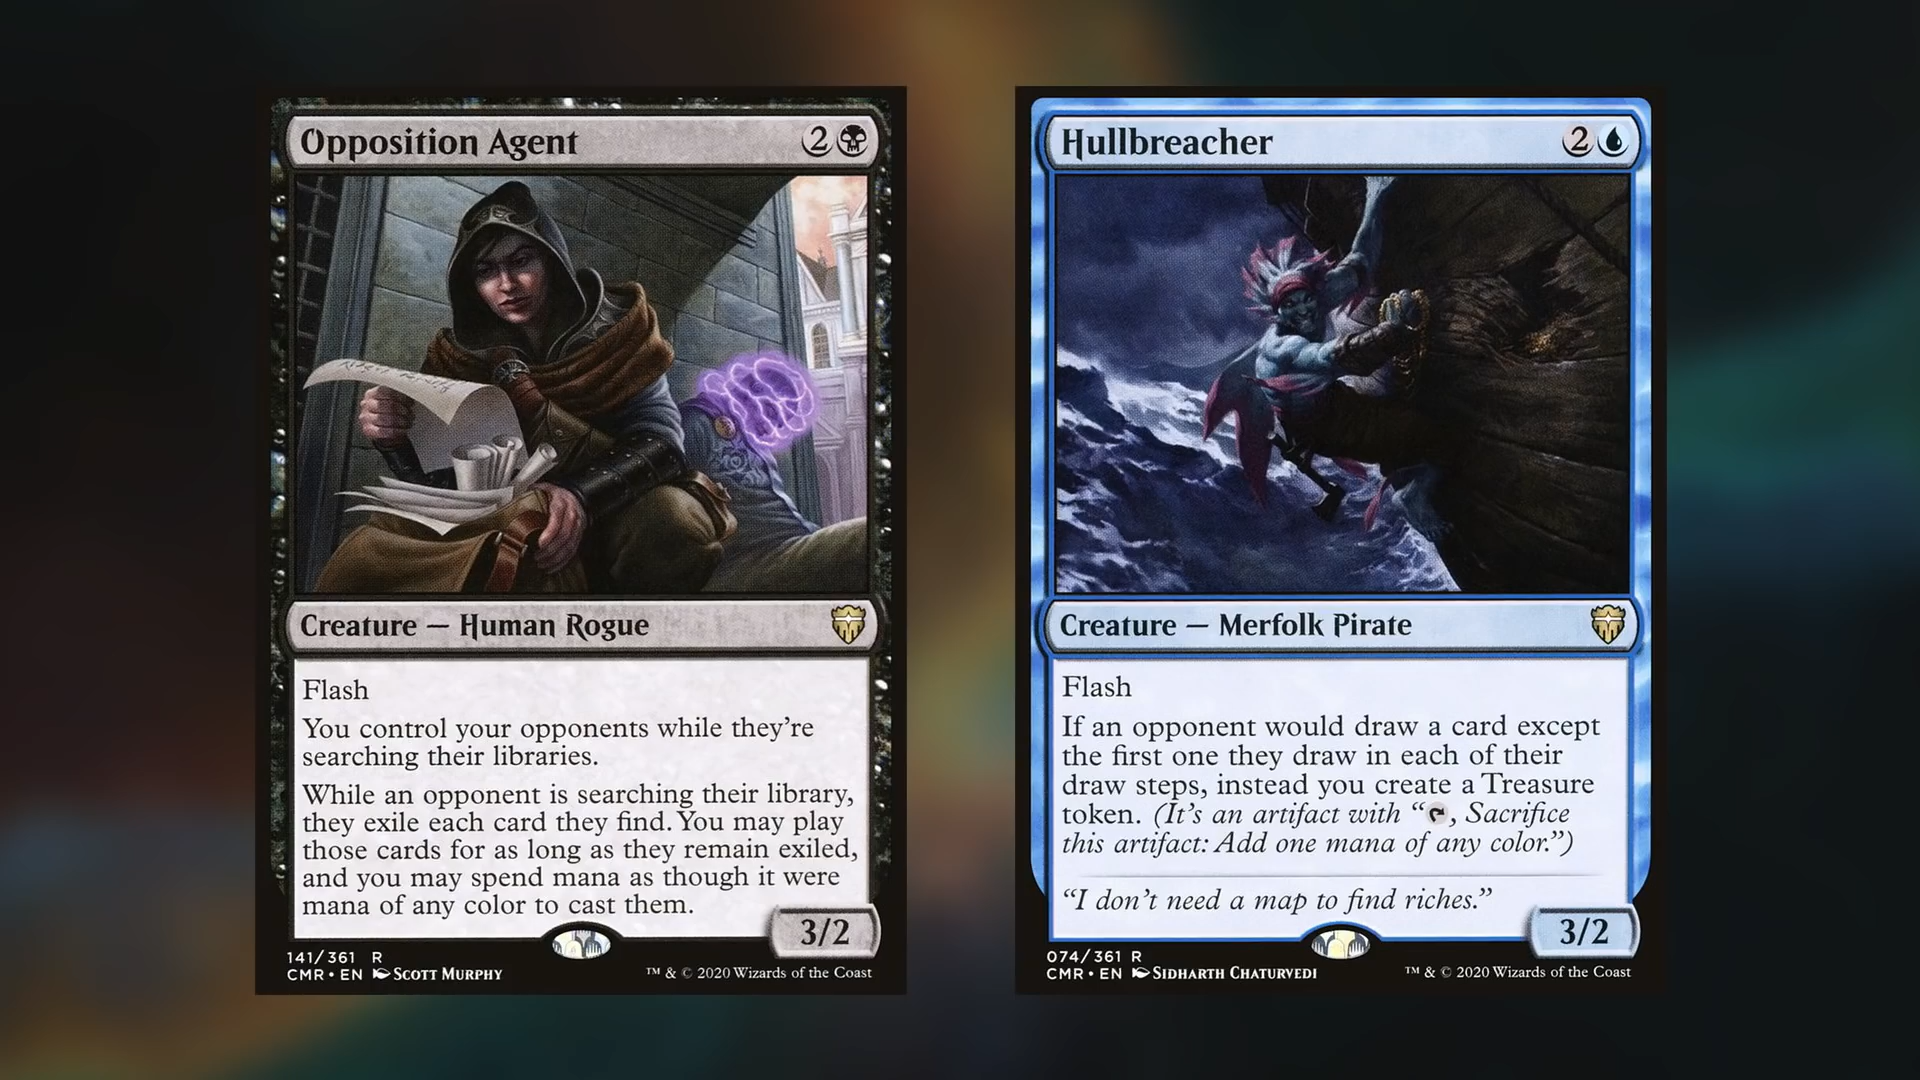 Opposition Agent 2
Creature — Human Rogue
Flash
You control your opponents while they're
searching their libraries.
While an opponent is searching their library,
they exile each card they find. You may play
those cards for as long as they remain exiled,
and you may spend mana as though it were
mana of any color to cast them.
3/2
141/361 R
CMR • EN Scott Murphy
™ & © 2020 Wizards of the Coast
Hullbreacher 2
Creature — Merfolk Pirate
Flash
If an opponent would draw a card except
the first one they draw in each of their
draw steps, instead you create a Treasure
token. (It's an artifact with “, Sacrifice
this artifact: Add one mana of any color.”)
“I don't need a map to find riches.”
3/2
074/361 R
CMR • EN Sidharth Chaturvedi
™ & © 2020 Wizards of the Coast